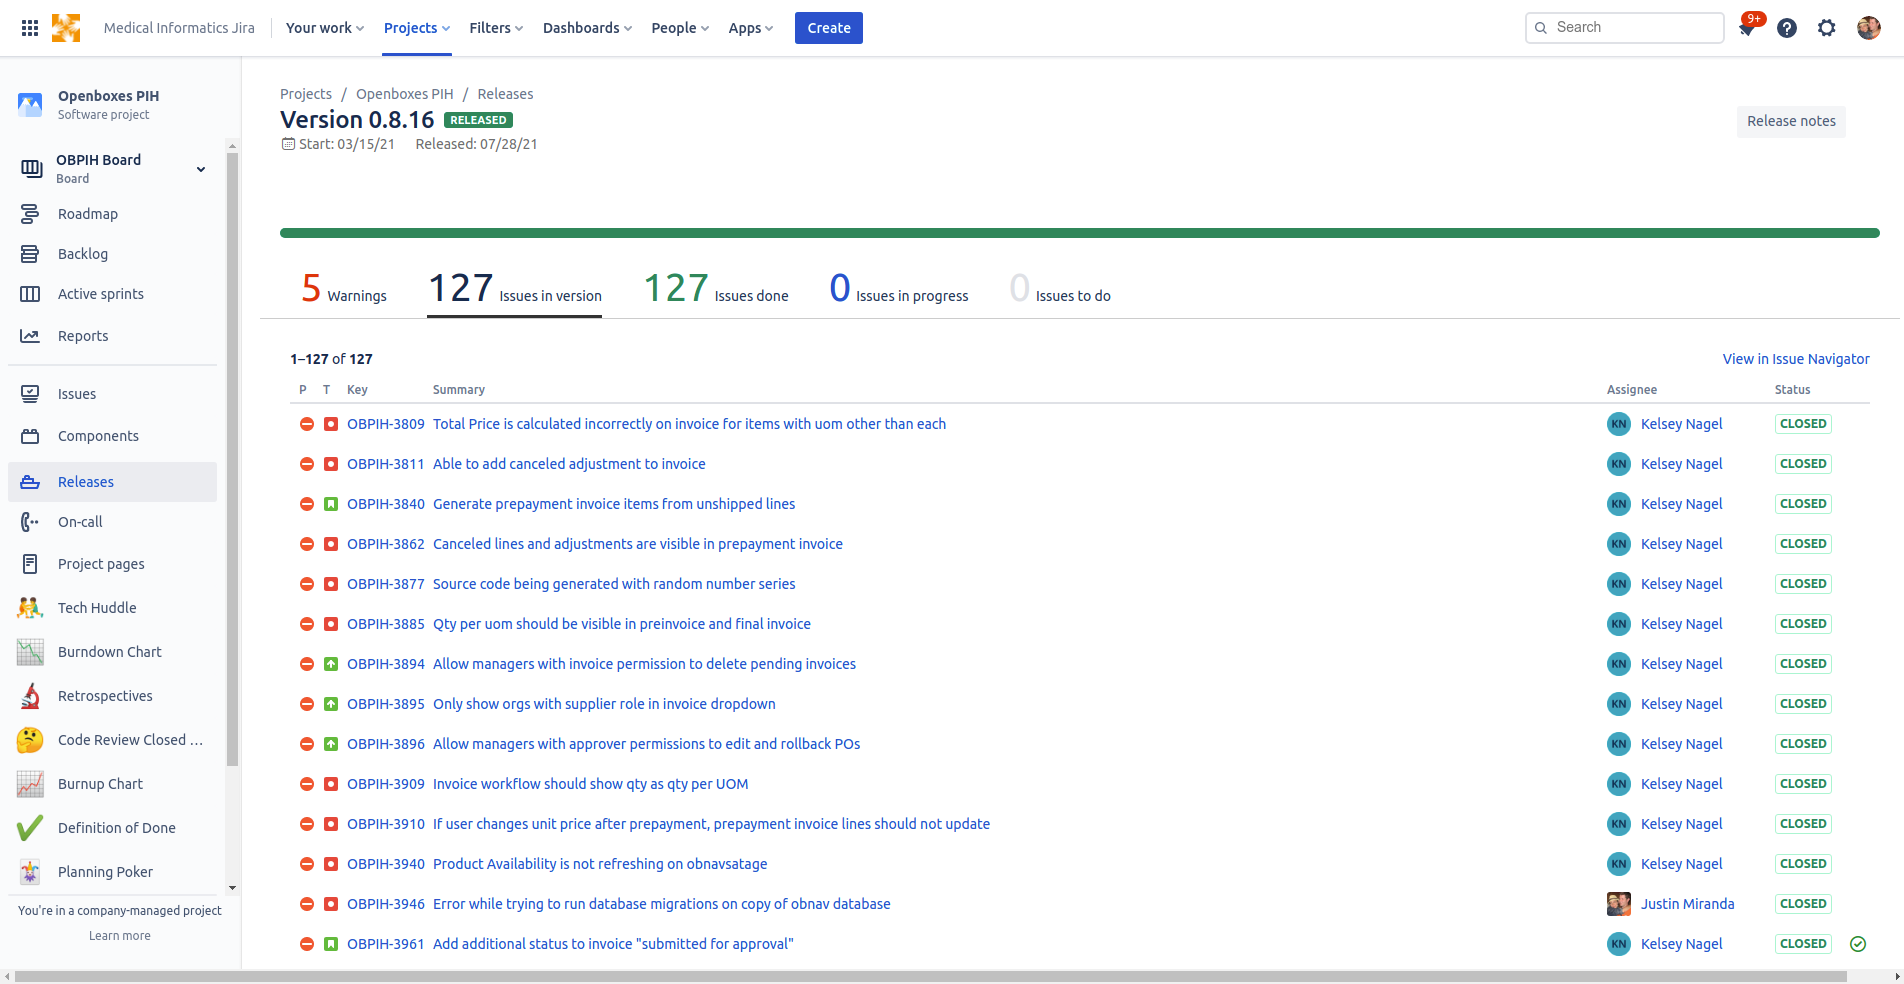 Medical Informatics Jira
Your work
Projects
Filters
Dashboards
People
Apps
Create
Search
9+
Openboxes PIH
Software project
OBPIH Board
Board
Roadmap
Backlog
Active sprints
Reports
Issues
Components
Releases
On-call
Project pages
Tech Huddle
Burndown Chart
Retrospectives
Code Review Closed ...
Burnup Chart
Definition of Done
Planning Poker
You're in a company-managed project
Learn more
Projects / Openboxes PIH / Releases
Version 0.8.16 RELEASED
Start: 03/15/21 Released: 07/28/21
Release notes
5 Warnings
127 Issues in version
127 Issues done
0 Issues in progress
0 Issues to do
1–127 of 127
View in Issue Navigator
P T Key Summary Assignee Status
OBPIH-3809 Total Price is calculated incorrectly on invoice for items with uom other than each KN Kelsey Nagel CLOSED
OBPIH-3811 Able to add canceled adjustment to invoice KN Kelsey Nagel CLOSED
OBPIH-3840 Generate prepayment invoice items from unshipped lines KN Kelsey Nagel CLOSED
OBPIH-3862 Canceled lines and adjustments are visible in prepayment invoice KN Kelsey Nagel CLOSED
OBPIH-3877 Source code being generated with random number series KN Kelsey Nagel CLOSED
OBPIH-3885 Qty per uom should be visible in preinvoice and final invoice KN Kelsey Nagel CLOSED
OBPIH-3894 Allow managers with invoice permission to delete pending invoices KN Kelsey Nagel CLOSED
OBPIH-3895 Only show orgs with supplier role in invoice dropdown KN Kelsey Nagel CLOSED
OBPIH-3896 Allow managers with approver permissions to edit and rollback POs KN Kelsey Nagel CLOSED
OBPIH-3909 Invoice workflow should show qty as qty per UOM KN Kelsey Nagel CLOSED
OBPIH-3910 If user changes unit price after prepayment, prepayment invoice lines should not update KN Kelsey Nagel CLOSED
OBPIH-3940 Product Availability is not refreshing on obnavsatage KN Kelsey Nagel CLOSED
OBPIH-3946 Error while trying to run database migrations on copy of obnav database Justin Miranda CLOSED
OBPIH-3961 Add additional status to invoice "submitted for approval" KN Kelsey Nagel CLOSED